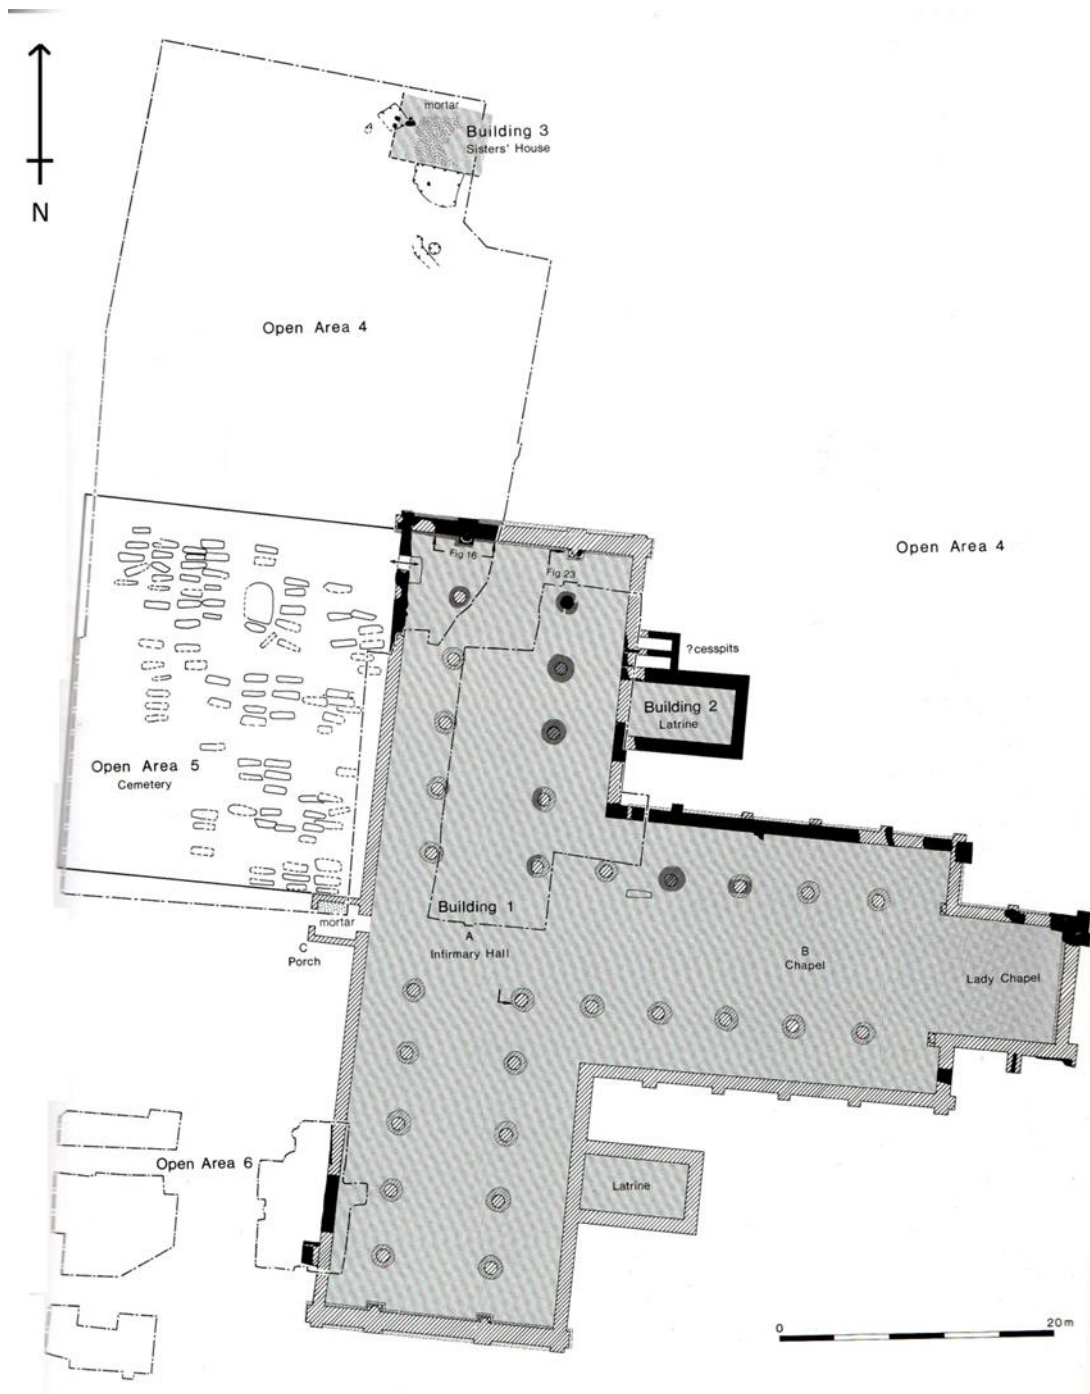 N
mortar
Building 3
Sisters' House
Open Area 4
Open Area 4
Fig 16
Fig 23
?cesspits
Building 2
Latrine
Open Area 5
Cemetery
Building 1
A
Infirmary Hall
mortar
C
Porch
B
Chapel
Lady Chapel
Open Area 6
Latrine
0
20m